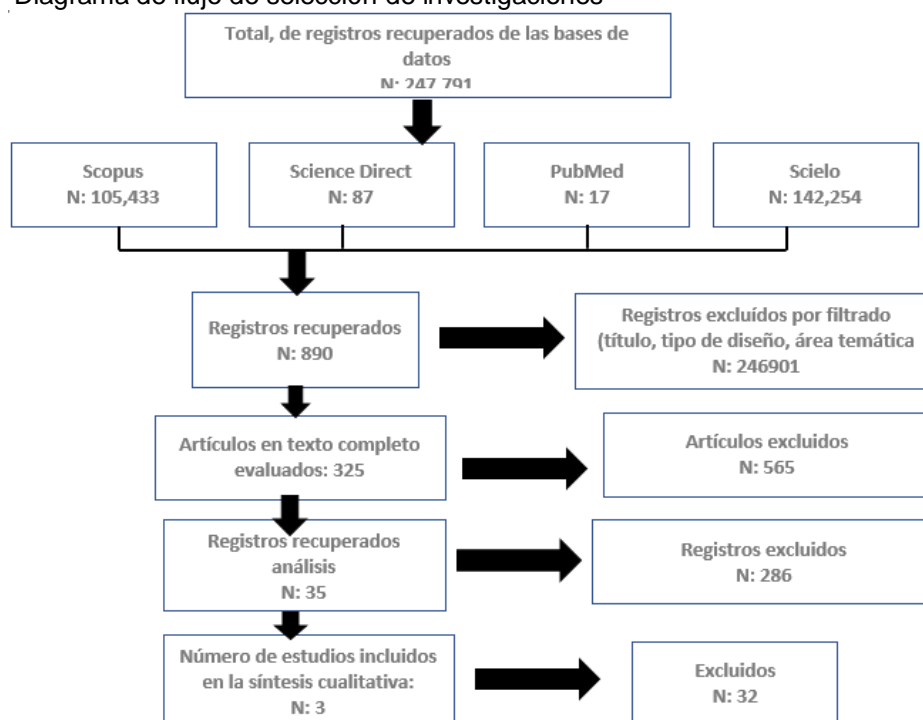 Diagrama de flujo de selección de investigaciones
Total, de registros recuperados de las bases de
datos
N: 247,791
Scopus
N: 105,433
Science Direct
N: 87
PubMed
N: 17
Scielo
N: 142,254
Registros recuperados
N: 890
Registros excluídos por filtrado
(título, tipo de diseño, área temática
N: 246901
Artículos en texto completo
evaluados: 325
Artículos excluidos
N: 565
Registros recuperados
análisis
N: 35
Registros excluidos
N: 286
Número de estudios incluidos
en la síntesis cualitativa:
N: 3
Excluidos
N: 32